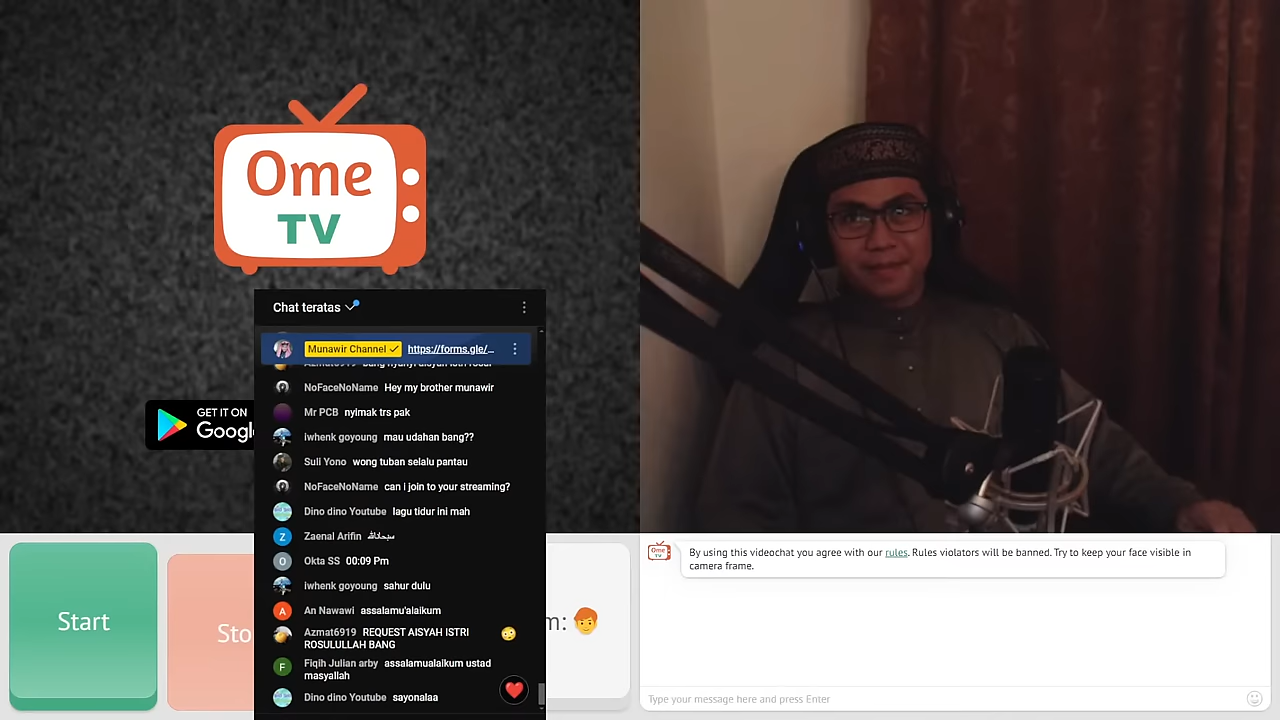 Ome
TV
GET IT ON
Googl
Chat teratas
Munawir Channel https://forms.gle/...
NoFaceNoName Hey my brother munawir
Mr PCB nyimak trs pak
iwhenk goyoung mau udahan bang??
Suli Yono wong tuban selalu pantau
NoFaceNoName can i join to your streaming?
Dino dino Youtube lagu tidur ini mah
Z Zaenal Arifin
O Okta SS 00:09 Pm
iwhenk goyoung sahur dulu
A An Nawawi assalamu'alaikum
Azmat6919 REQUEST AISYAH ISTRI
ROSULULLAH BANG
F Fiqih Julian arby assalamualaikum ustad
masyallah
Dino dino Youtube sayonalaa
Start
Sto
m:
Ome
TV
By using this videochat you agree with our rules. Rules violators will be banned. Try to keep your face visible in
camera frame.
Type your message here and press Enter